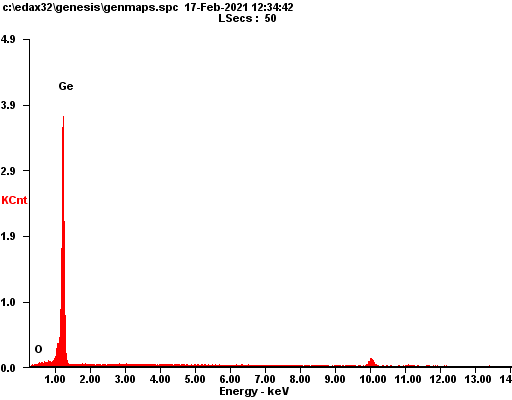 c:\edax32\genesis\genmaps.spc 17-Feb-2021 12:34:42
LSecs : 50
4.9
Ge
3.9
2.9
KCnt
1.9
1.0
O
0.0
1.00 2.00 3.00 4.00 5.00 6.00 7.00 8.00 9.00 10.00 11.00 12.00 13.00 14
Energy - keV